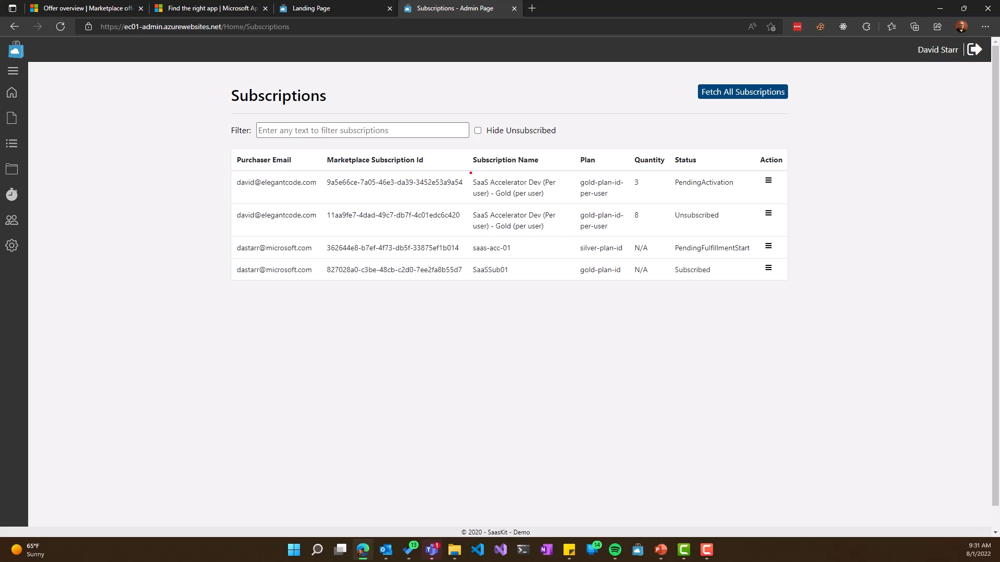 Offer overview | Marketplace off
Find the right app | Microsoft Ap
Landing Page
Subscriptions - Admin Page
https://ec01-admin.azurewebsites.net/Home/Subscriptions
David Starr
Subscriptions
Fetch All Subscriptions
Filter: Enter any text to filter subscriptions Hide Unsubscribed
Purchaser Email Marketplace Subscription Id Subscription Name Plan Quantity Status Action
david@elegantcode.com 9a5e66ce-7a05-46e3-da39-3452e53a9a54 SaaS Accelerator Dev (Per gold-plan-id- 3 PendingActivation
user) - Gold (per user) per-user
david@elegantcode.com 11aa9fe7-4dad-49c7-db7f-4c01edc6c420 SaaS Accelerator Dev (Per gold-plan-id- 8 Unsubscribed
user) - Gold (per user) per-user
dastarr@microsoft.com 362644e8-b7ef-4f73-db5f-33875ef1b014 saas-acc-01 silver-plan-id N/A PendingFulfillmentStart
dastarr@microsoft.com 827028a0-c3be-48cb-c2d0-7ee2fa8b55d7 SaaSSub01 gold-plan-id N/A Subscribed
© 2020 - SaasKit - Demo
65°F
Sunny
13
1
14
9:31 AM
8/1/2022